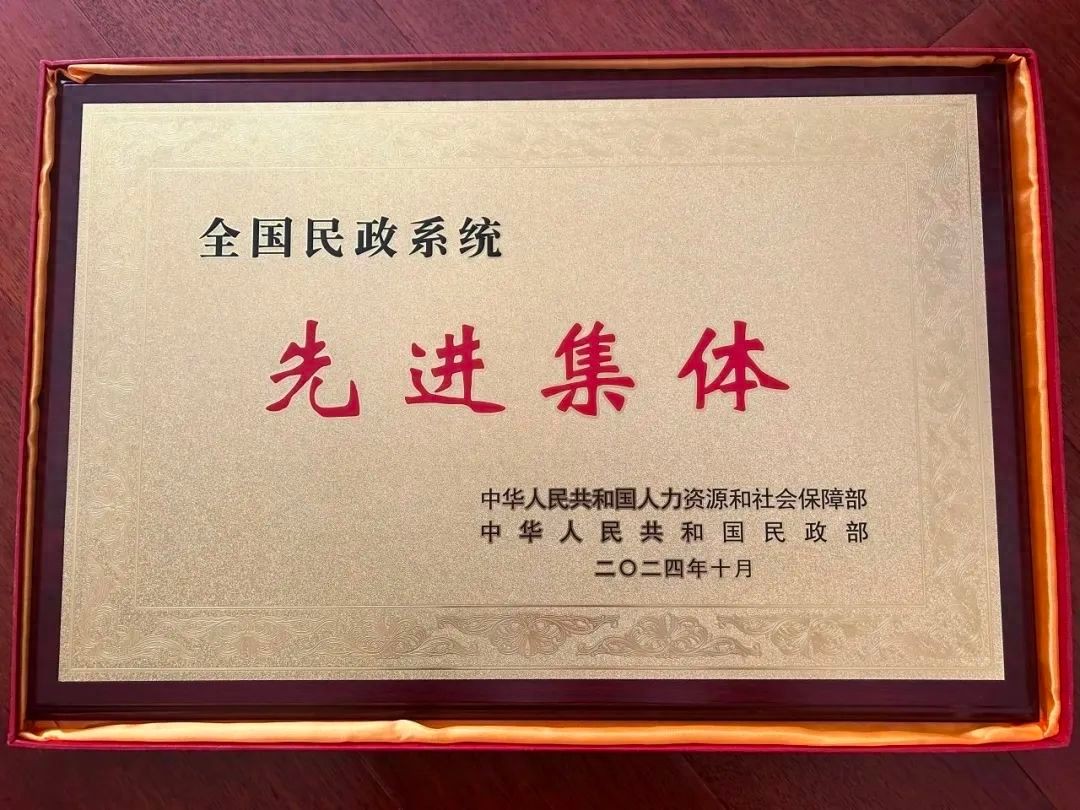 全国民政系统
先进集体
中华人民共和国人力资源和社会保障部
中华人民共和国民政部
二〇二四年十月